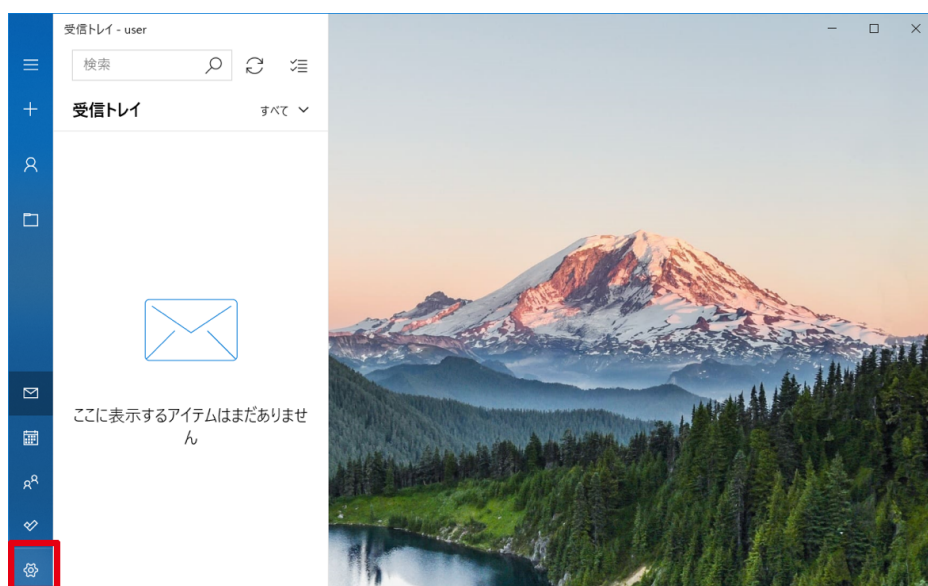 受信トレイ - user
検索
受信トレイ
すべて
ここに表示するアイテムはまだありませ
ん